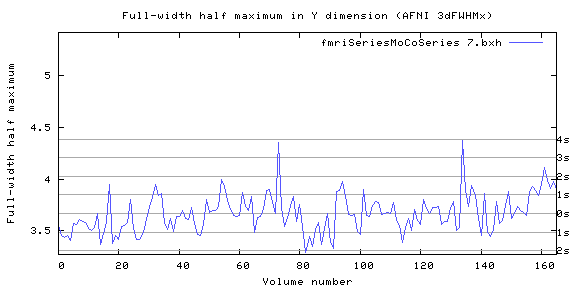 Full-width half maximum in Y dimension (AFNI 3dFWHMx)
fmriSeriesMoCoSeries 7.bxh
Full-width half maximum
5
4.5
4
3.5
4s
3s
2s
1s
0s
1s
2s
0 20 40 60 80 100 120 140 160
Volume number